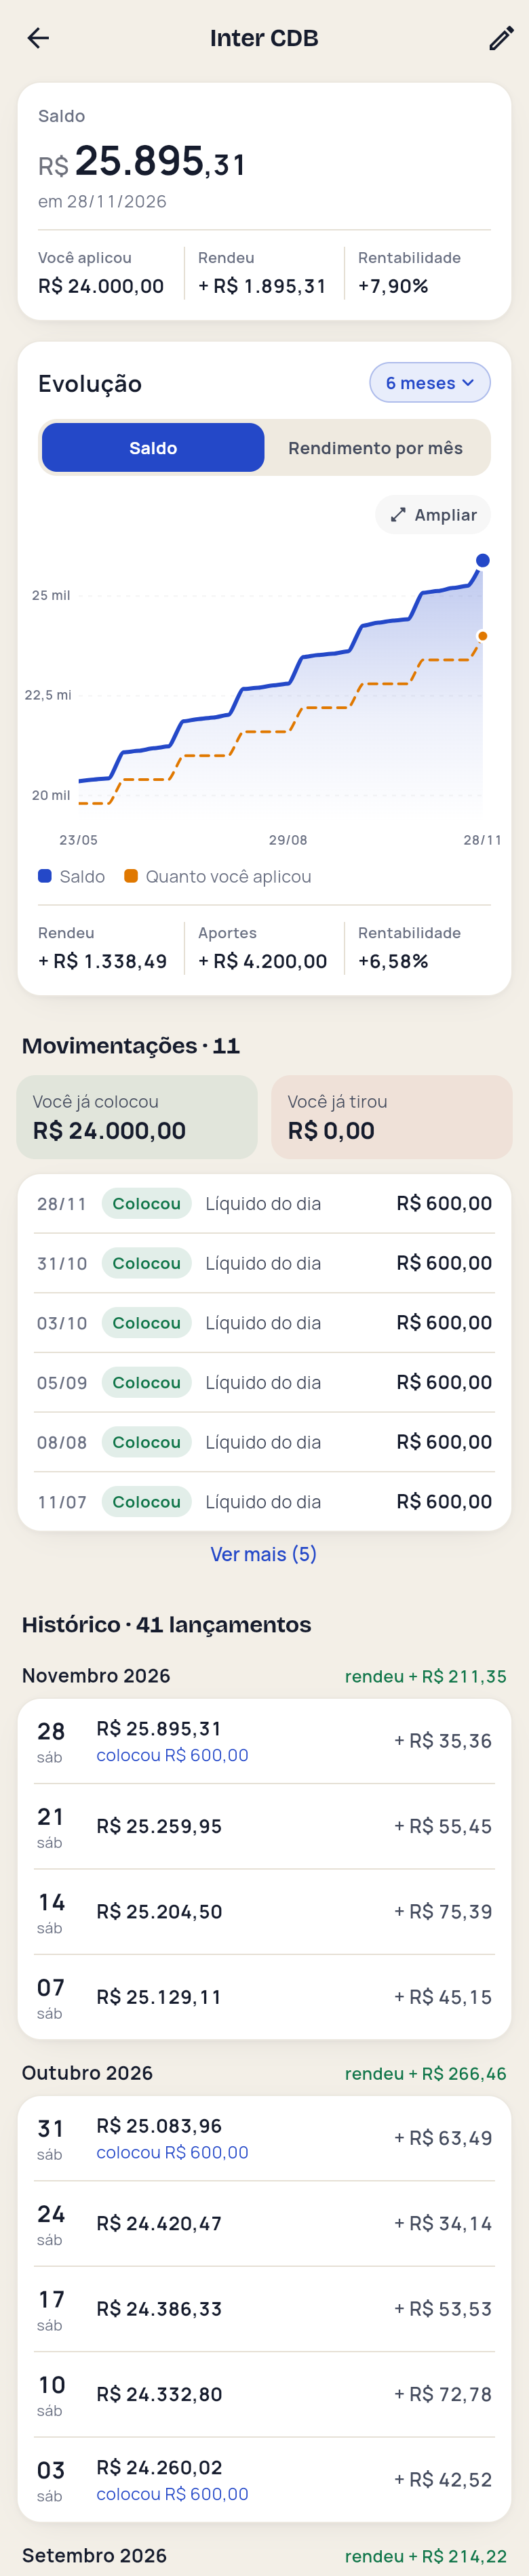 Inter CDB
Saldo
R$ 25.895,31
em 28/11/2026
Você aplicou
R$ 24.000,00
Rendeu
+ R$ 1.895,31
Rentabilidade
+7,90%
Evolução
6 meses
Saldo
Rendimento por mês
Ampliar
25 mil
22,5 mi
20 mil
23/05
29/08
28/11
Saldo
Quanto você aplicou
Rendeu
+ R$ 1.338,49
Aportes
+ R$ 4.200,00
Rentabilidade
+6,58%
Movimentações · 11
Você já colocou
R$ 24.000,00
Você já tirou
R$ 0,00
28/11 Colocou Líquido do dia R$ 600,00
31/10 Colocou Líquido do dia R$ 600,00
03/10 Colocou Líquido do dia R$ 600,00
05/09 Colocou Líquido do dia R$ 600,00
08/08 Colocou Líquido do dia R$ 600,00
11/07 Colocou Líquido do dia R$ 600,00
Ver mais (5)
Histórico · 41 lançamentos
Novembro 2026 rendeu + R$ 211,35
28 sáb
R$ 25.895,31
colocou R$ 600,00
+ R$ 35,36
21 sáb
R$ 25.259,95
+ R$ 55,45
14 sáb
R$ 25.204,50
+ R$ 75,39
07 sáb
R$ 25.129,11
+ R$ 45,15
Outubro 2026 rendeu + R$ 266,46
31 sáb
R$ 25.083,96
colocou R$ 600,00
+ R$ 63,49
24 sáb
R$ 24.420,47
+ R$ 34,14
17 sáb
R$ 24.386,33
+ R$ 53,53
10 sáb
R$ 24.332,80
+ R$ 72,78
03 sáb
R$ 24.260,02
colocou R$ 600,00
+ R$ 42,52
Setembro 2026 rendeu + R$ 214,22